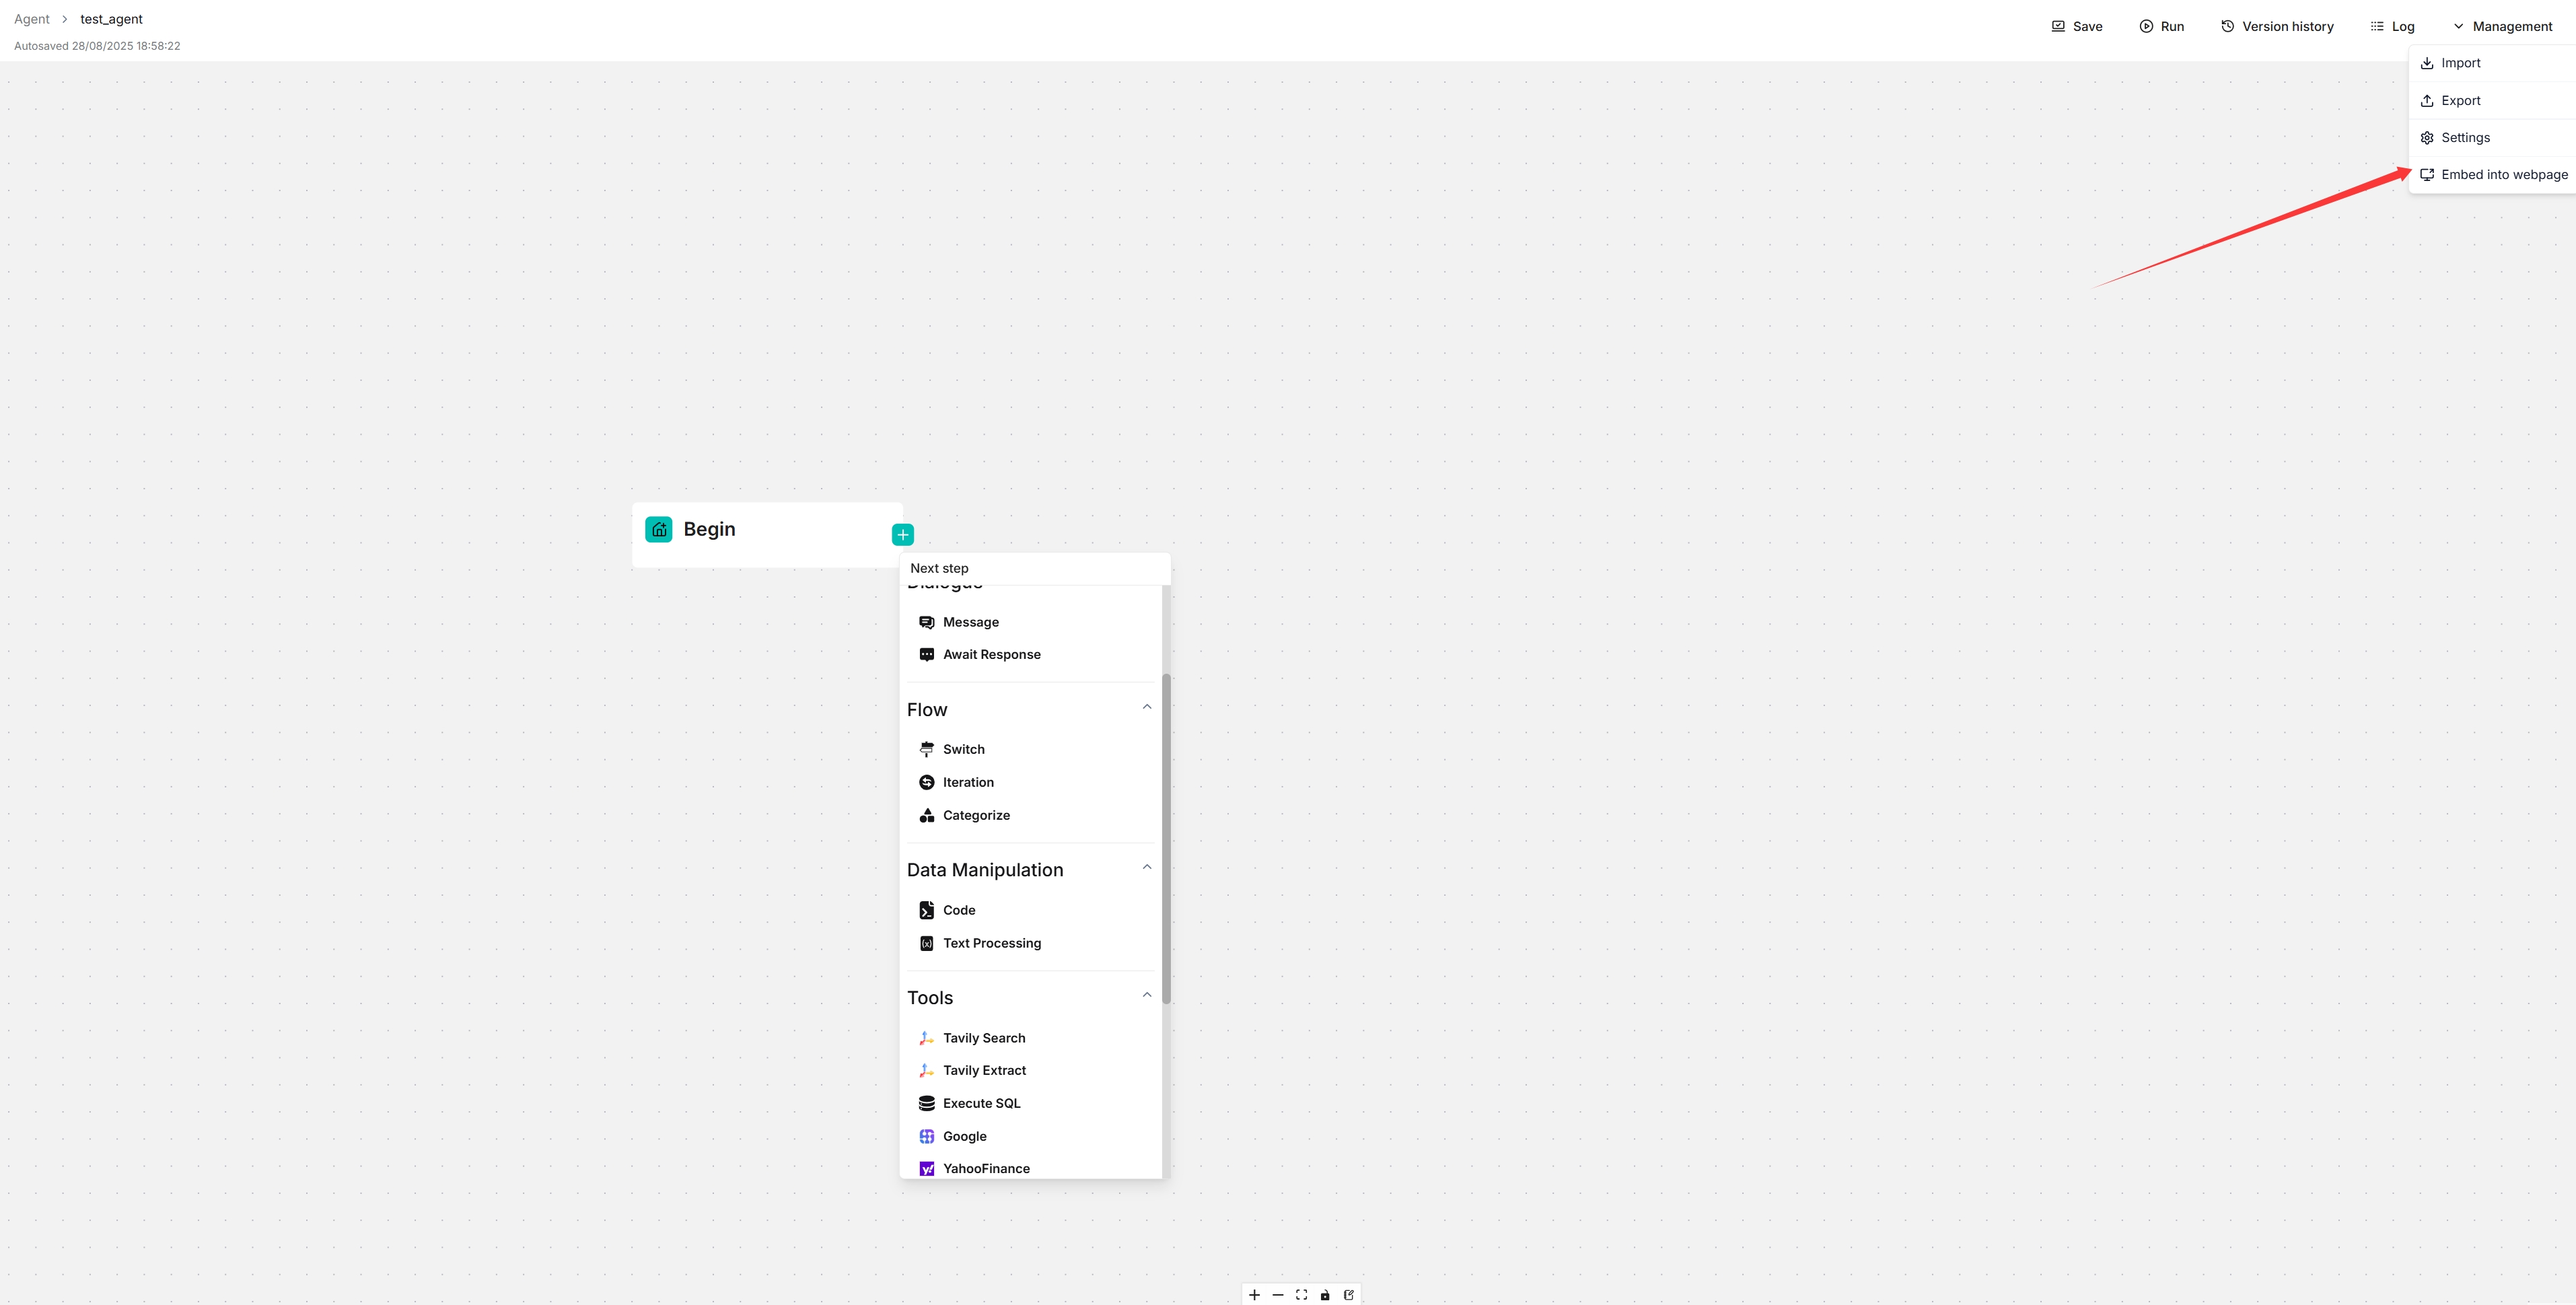 Agent > test_agent
Autosaved 28/08/2025 18:58:22
Save
Run
Version history
Log
Management
Import
Export
Settings
Embed into webpage
Begin
Next step
Dialogue
Message
Await Response
Flow
Switch
Iteration
Categorize
Data Manipulation
Code
Text Processing
Tools
Tavily Search
Tavily Extract
Execute SQL
Google
YahooFinance